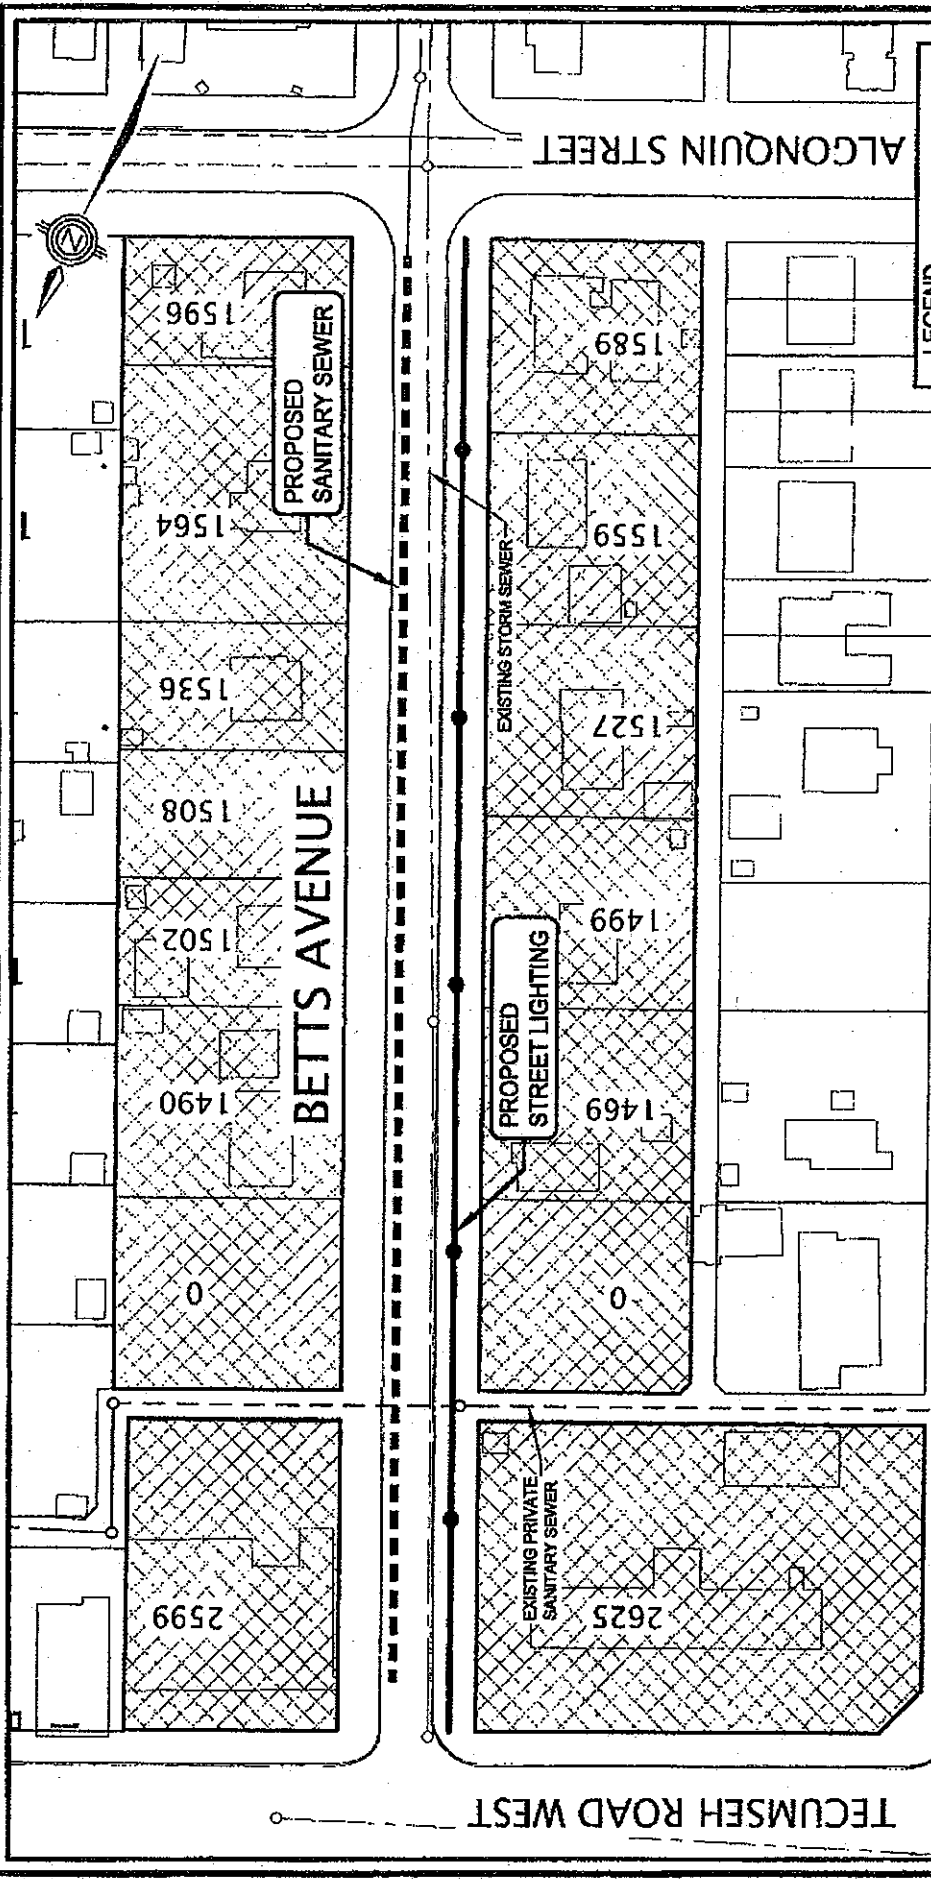 ALGONQUIN STREET
N
1596
PROPOSED
SANITARY SEWER
1589
LEGEND
1564
1559
EXISTING STORM SEWER
1536
1527
1508
BETTS AVENUE
1502
1499
PROPOSED
STREET LIGHTING
1490
1469
0
0
EXISTING PRIVATE
SANITARY SEWER
2599
2625
TECUMSEH ROAD WEST